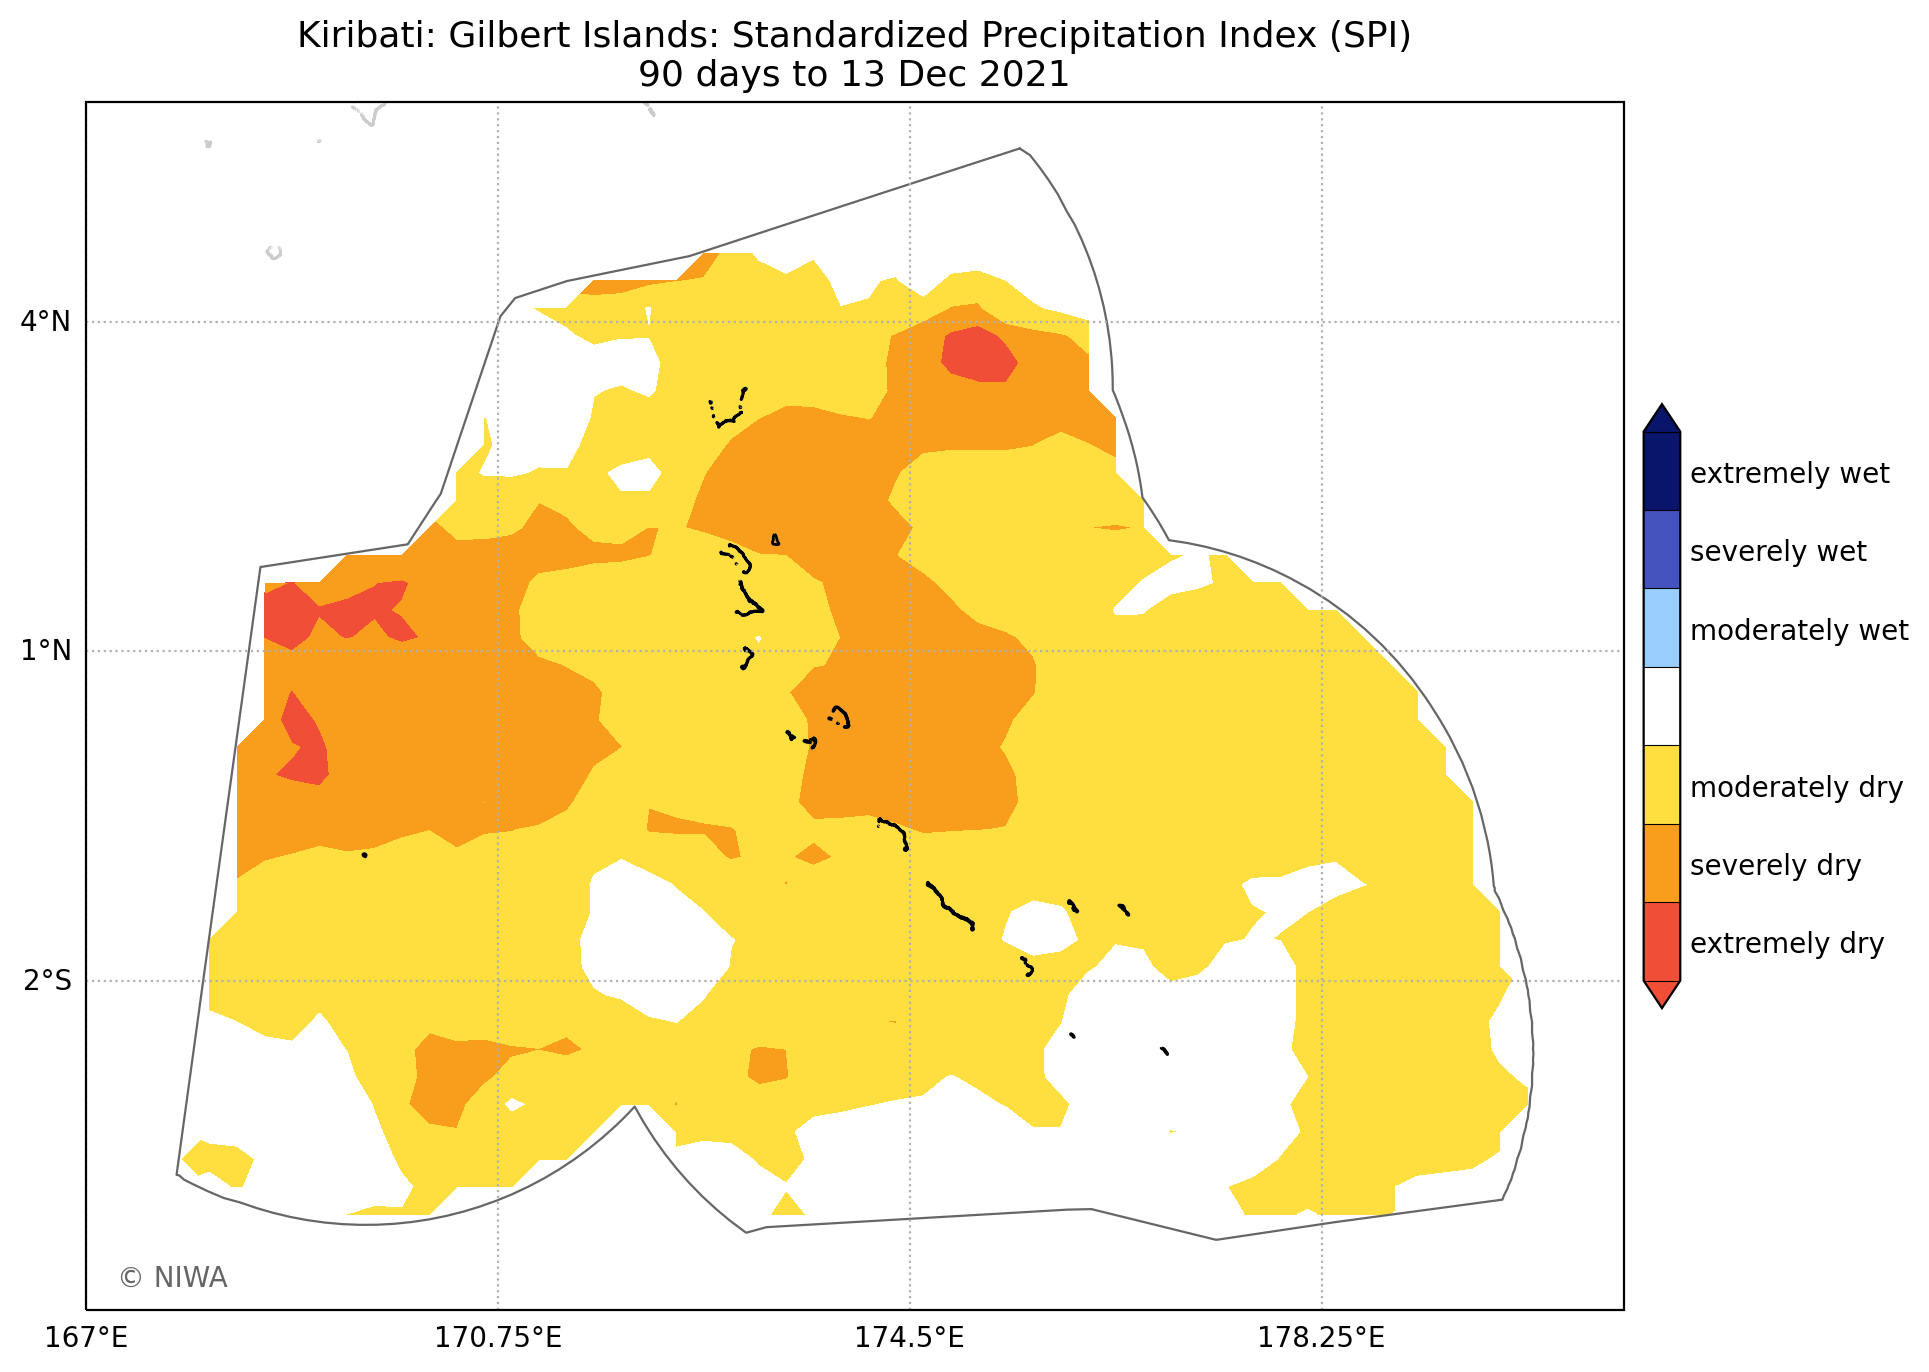 Kiribati: Gilbert Islands: Standardized Precipitation Index (SPI)
90 days to 13 Dec 2021
4°N
1°N
2°S
extremely wet
severely wet
moderately wet
moderately dry
severely dry
extremely dry
© NIWA
167°E
170.75°E
174.5°E
178.25°E